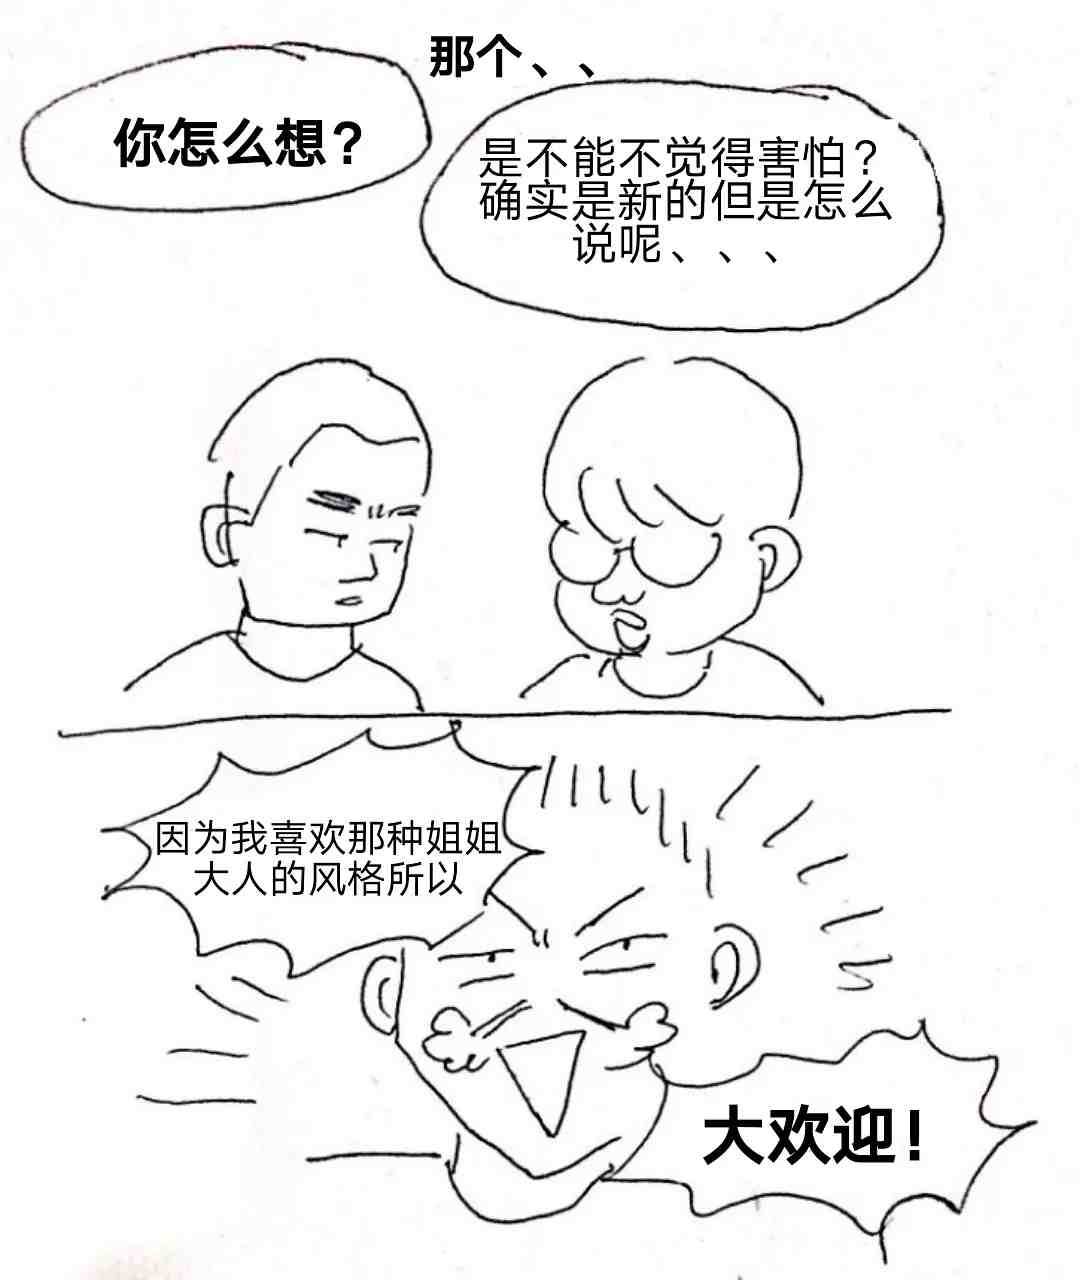 你怎么想？
那个、、
是不能不觉得害怕？
确实是新的但是怎么
说呢、、、
因为我喜欢那种姐姐
大人的风格所以
大欢迎！